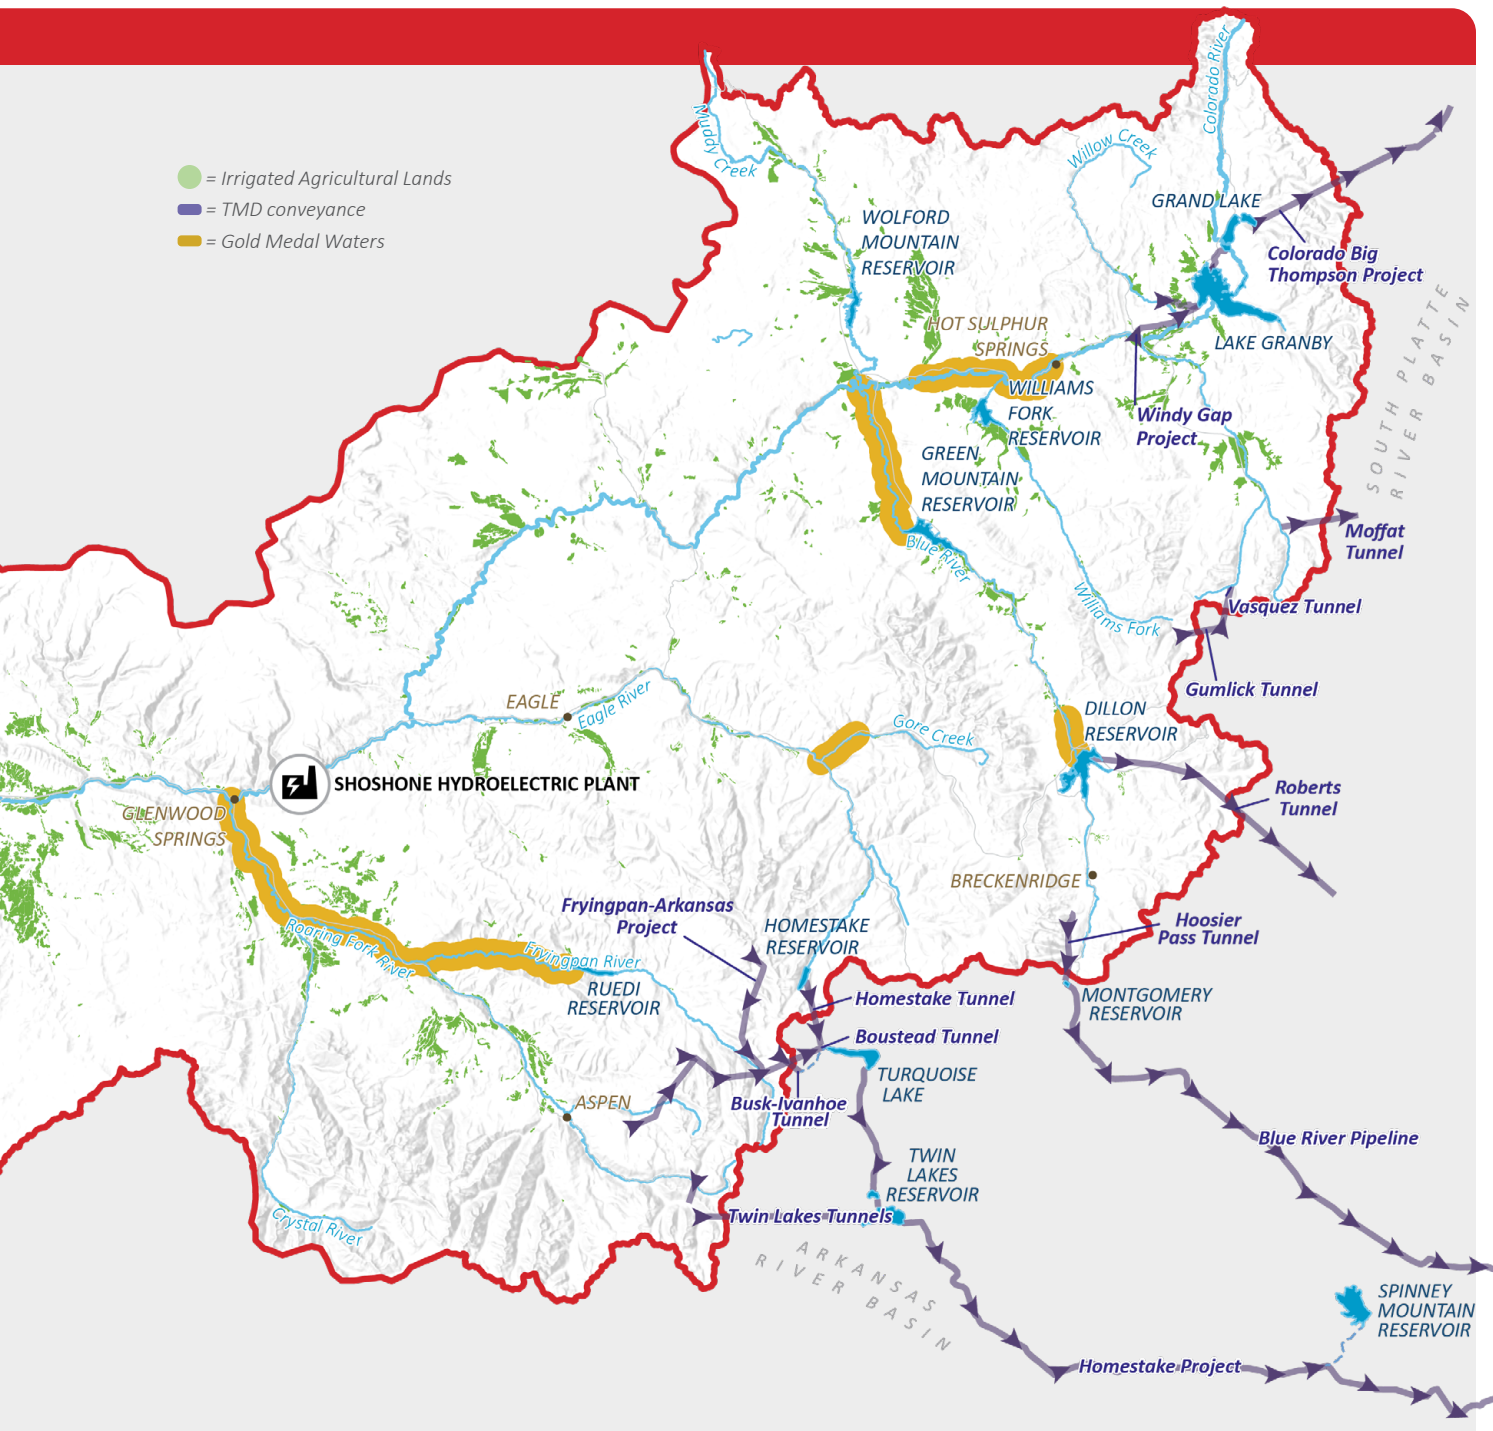 = Irrigated Agricultural Lands
= TMD conveyance
= Gold Medal Waters
Muddy Creek
Colorado River
Willow Creek
GRAND LAKE
WOLFORD
MOUNTAIN
RESERVOIR
Colorado Big
Thompson Project
HOT SULPHUR
SPRINGS
LAKE GRANBY
SOUTH PLATTE
RIVER BASIN
WILLIAMS
FORK
RESERVOIR
Windy Gap
Project
GREEN
MOUNTAIN
RESERVOIR
Blue River
Moffat
Tunnel
Williams Fork
Vasquez Tunnel
Gumlick Tunnel
EAGLE
Eagle River
Gore Creek
DILLON
RESERVOIR
SHOSHONE HYDROELECTRIC PLANT
Roberts
Tunnel
GLENWOOD
SPRINGS
BRECKENRIDGE
Fryingpan-Arkansas
Project
HOMESTAKE
RESERVOIR
Hoosier
Pass Tunnel
Roaring Fork River
Fryingpan River
RUEDI
RESERVOIR
Homestake Tunnel
MONTGOMERY
RESERVOIR
Boustead Tunnel
TURQUOISE
LAKE
ASPEN
Busk-Ivanhoe
Tunnel
Blue River Pipeline
TWIN
LAKES
RESERVOIR
Crystal River
Twin Lakes Tunnels
ARKANSAS
RIVER BASIN
SPINNEY
MOUNTAIN
RESERVOIR
Homestake Project